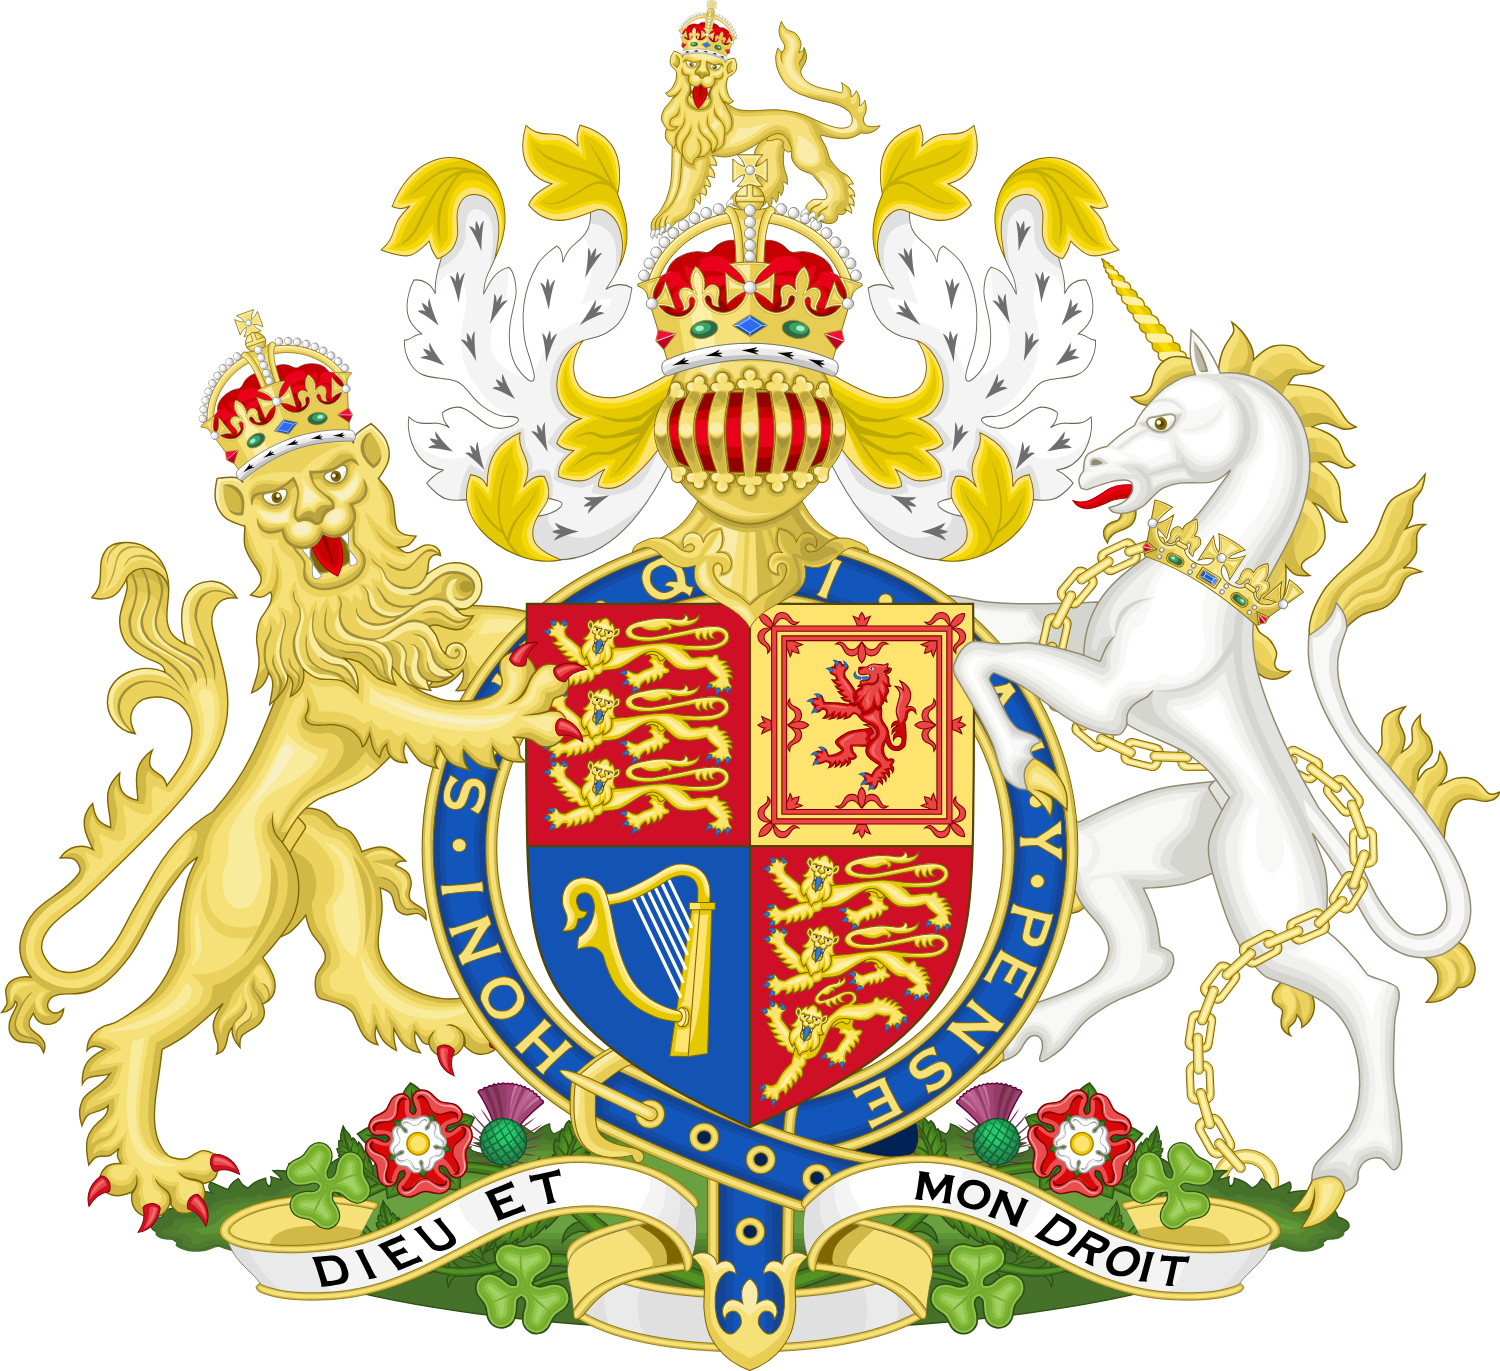 HONI · S
· Q I ·
· Y · PENSE
DIEU ET MON DROIT